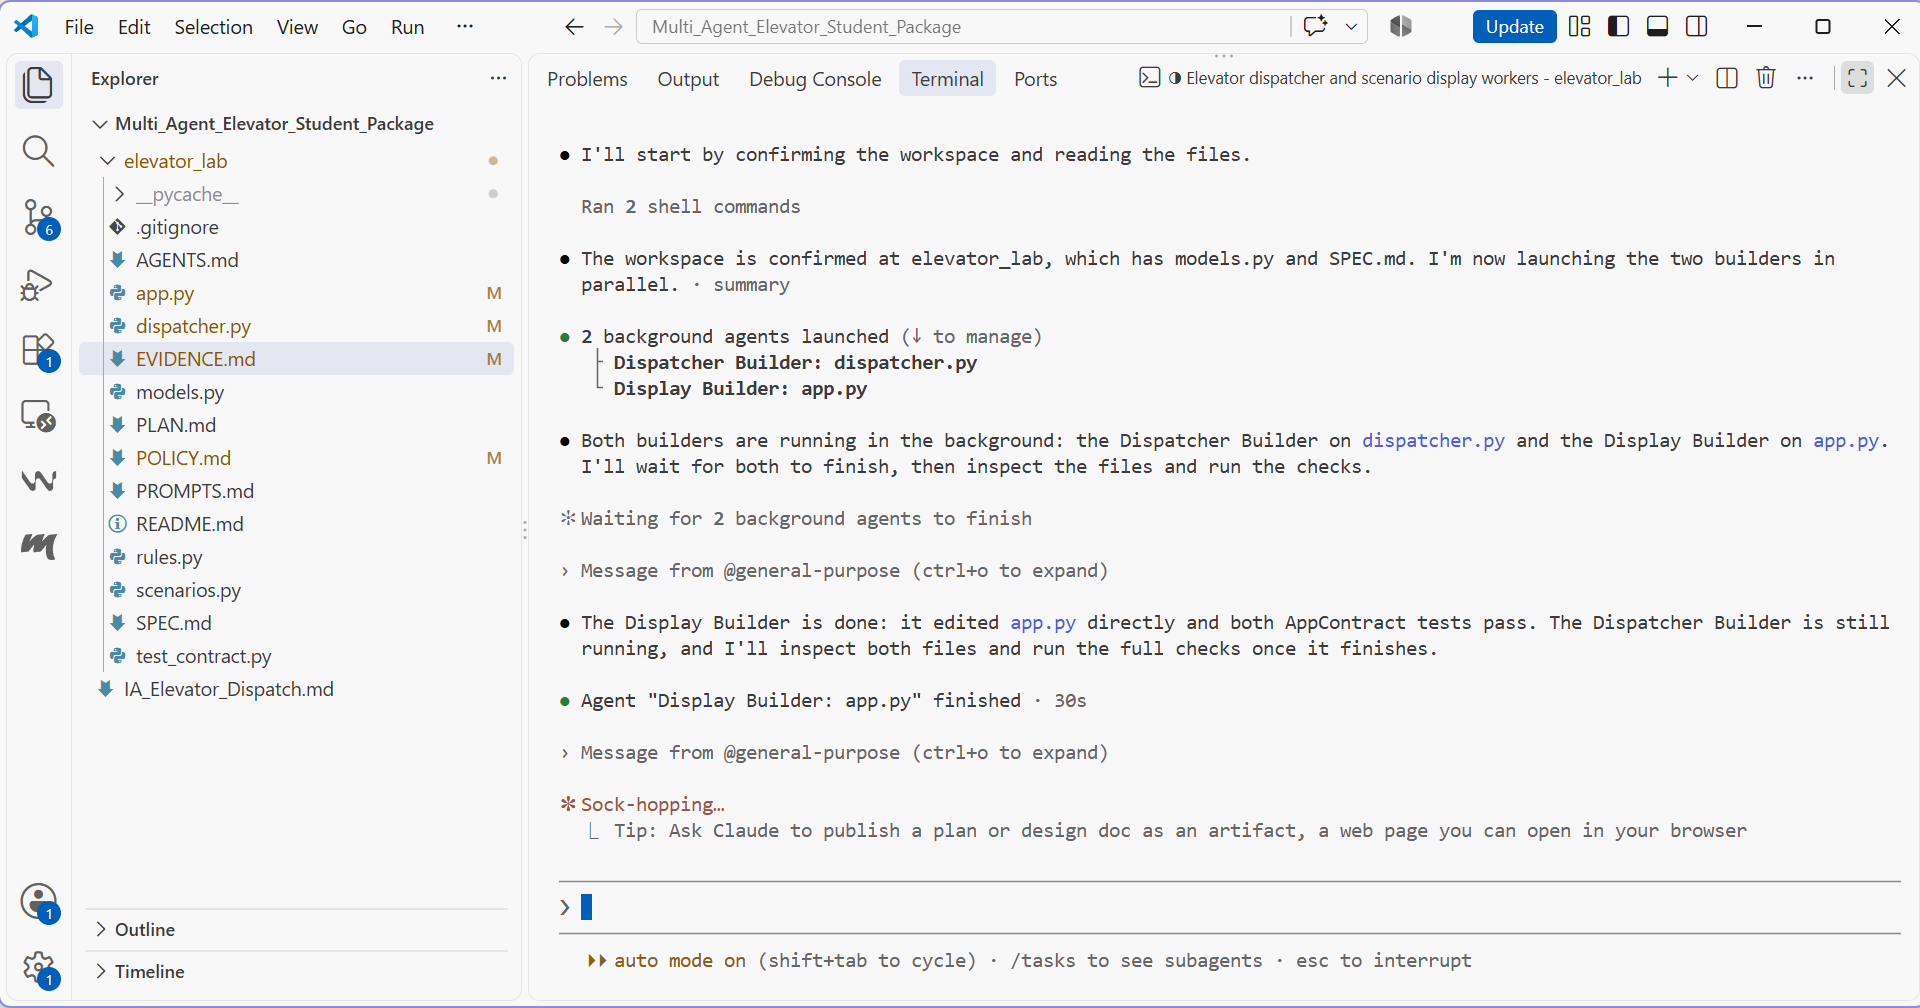 File Edit Selection View Go Run ···
Multi_Agent_Elevator_Student_Package
Update
Explorer
Multi_Agent_Elevator_Student_Package
elevator_lab
__pycache__
.gitignore
AGENTS.md
app.py M
dispatcher.py M
EVIDENCE.md M
models.py
PLAN.md
POLICY.md M
PROMPTS.md
README.md
rules.py
scenarios.py
SPEC.md
test_contract.py
IA_Elevator_Dispatch.md
Outline
Timeline
6
1
1
1
Problems Output Debug Console Terminal Ports
Elevator dispatcher and scenario display workers - elevator_lab
● I'll start by confirming the workspace and reading the files.
Ran 2 shell commands
● The workspace is confirmed at elevator_lab, which has models.py and SPEC.md. I'm now launching the two builders in
parallel. · summary
● 2 background agents launched (↓ to manage)
├ Dispatcher Builder: dispatcher.py
└ Display Builder: app.py
● Both builders are running in the background: the Dispatcher Builder on dispatcher.py and the Display Builder on app.py.
I'll wait for both to finish, then inspect the files and run the checks.
✻ Waiting for 2 background agents to finish
› Message from @general-purpose (ctrl+o to expand)
● The Display Builder is done: it edited app.py directly and both AppContract tests pass. The Dispatcher Builder is still
running, and I'll inspect both files and run the full checks once it finishes.
● Agent "Display Builder: app.py" finished · 30s
› Message from @general-purpose (ctrl+o to expand)
✻ Sock-hopping…
⎿ Tip: Ask Claude to publish a plan or design doc as an artifact, a web page you can open in your browser
❯
⏵⏵ auto mode on (shift+tab to cycle) · /tasks to see subagents · esc to interrupt